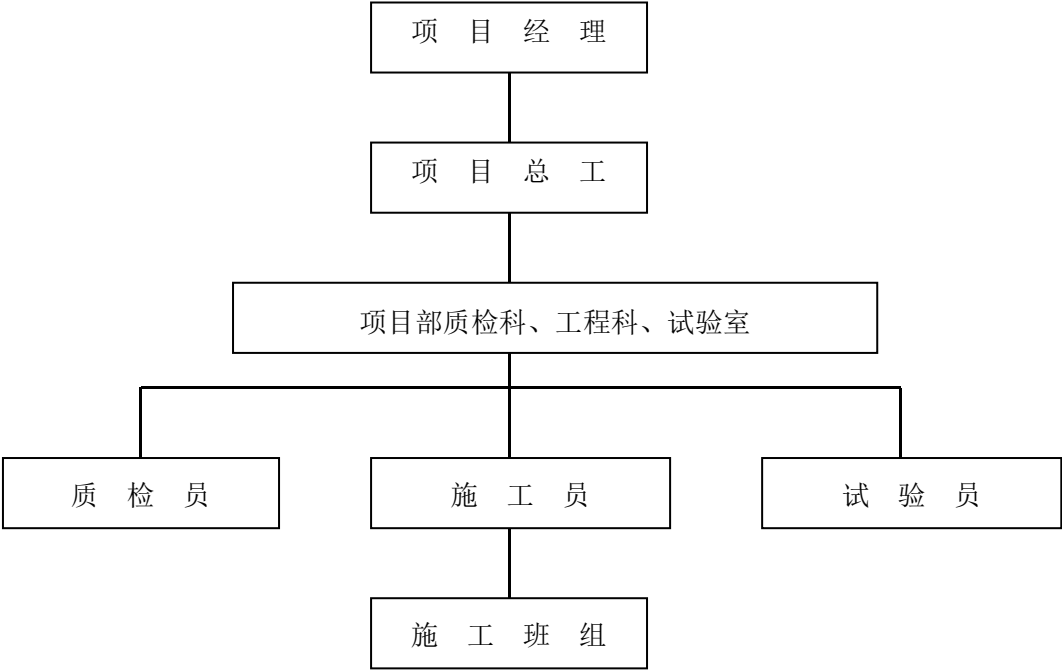 项目经理
项目总工
项目部质检科、工程科、试验室
质检员
施工员
试验员
施工班组